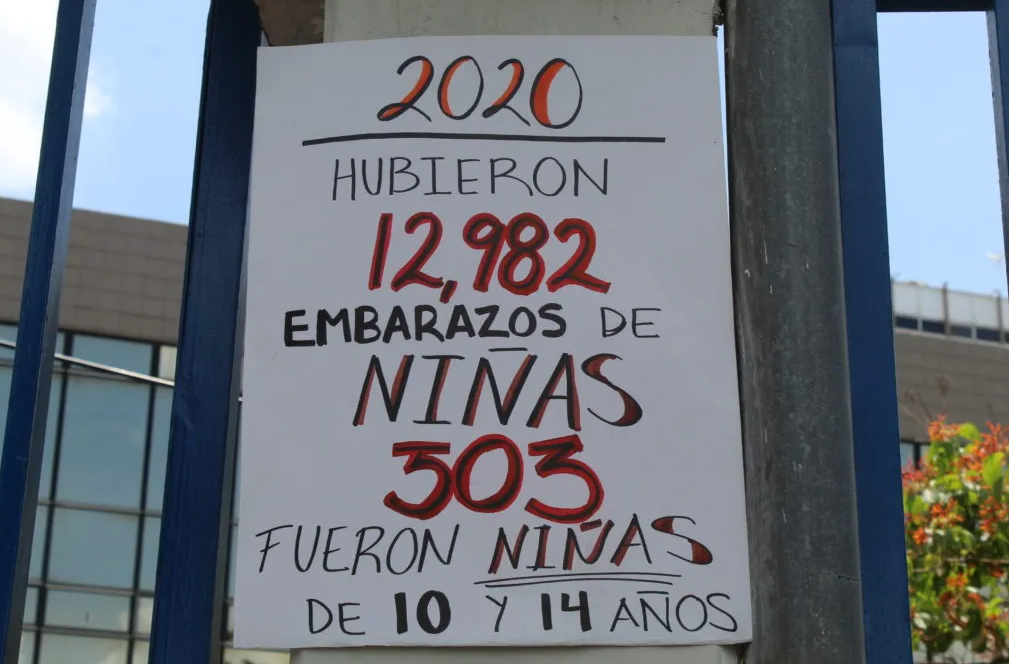 2020
HUBIERON
12,982
EMBARAZOS DE
NIÑAS
503
FUERON NIÑAS
DE 10 Y 14 AÑOS